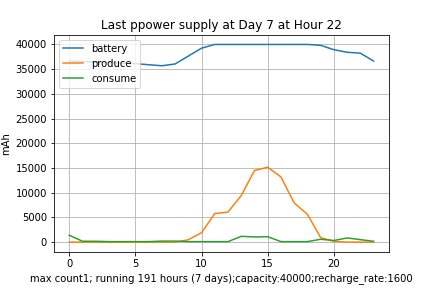 Last ppower supply at Day 7 at Hour 22
battery
produce
consume
mAh
40000
35000
30000
25000
20000
15000
10000
5000
0
0 5 10 15 20
max count1; running 191 hours (7 days);capacity:40000;recharge_rate:1600